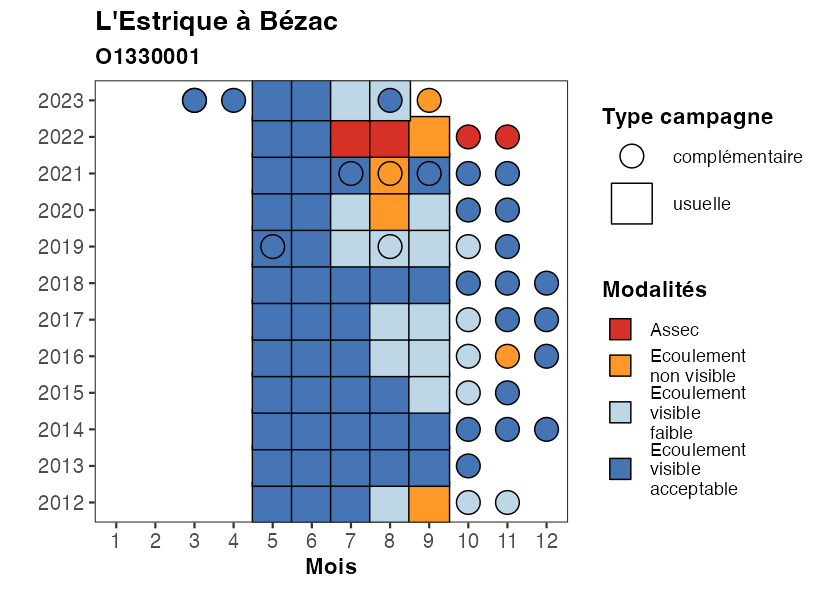 L'Estrique à Bézac
O1330001
2023
2022
2021
2020
2019
2018
2017
2016
2015
2014
2013
2012
1 2 3 4 5 6 7 8 9 10 11 12
Mois
Type campagne
complémentaire
usuelle
Modalités
Assec
Ecoulement
non visible
Ecoulement
visible
faible
Ecoulement
visible
acceptable